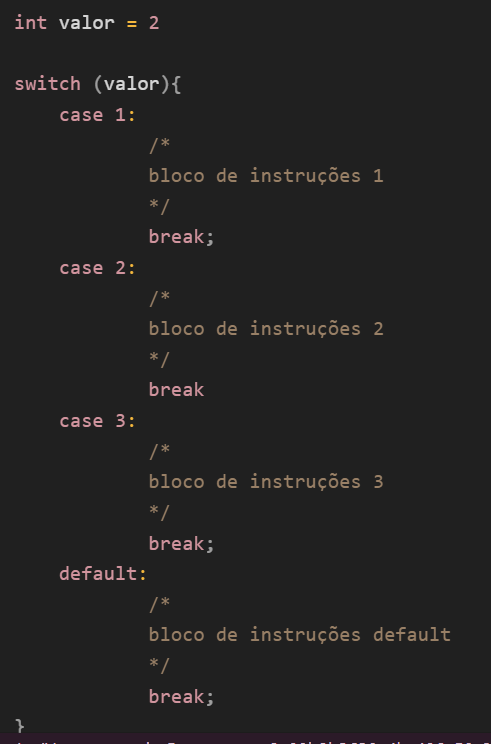 int valor = 2
switch (valor){
case 1:
/*
bloco de instruções 1
*/
break;
case 2:
/*
bloco de instruções 2
*/
break
case 3:
/*
bloco de instruções 3
*/
break;
default:
/*
bloco de instruções default
*/
break;
}